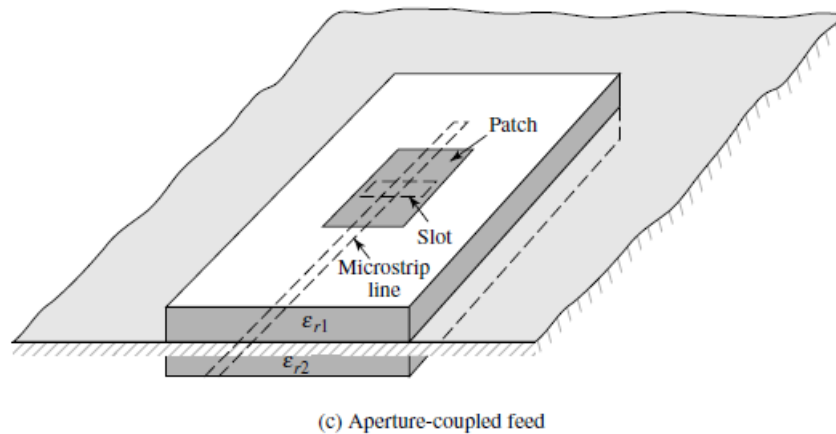 Patch
Slot
Microstrip
line
εr1
εr2
(c) Aperture-coupled feed